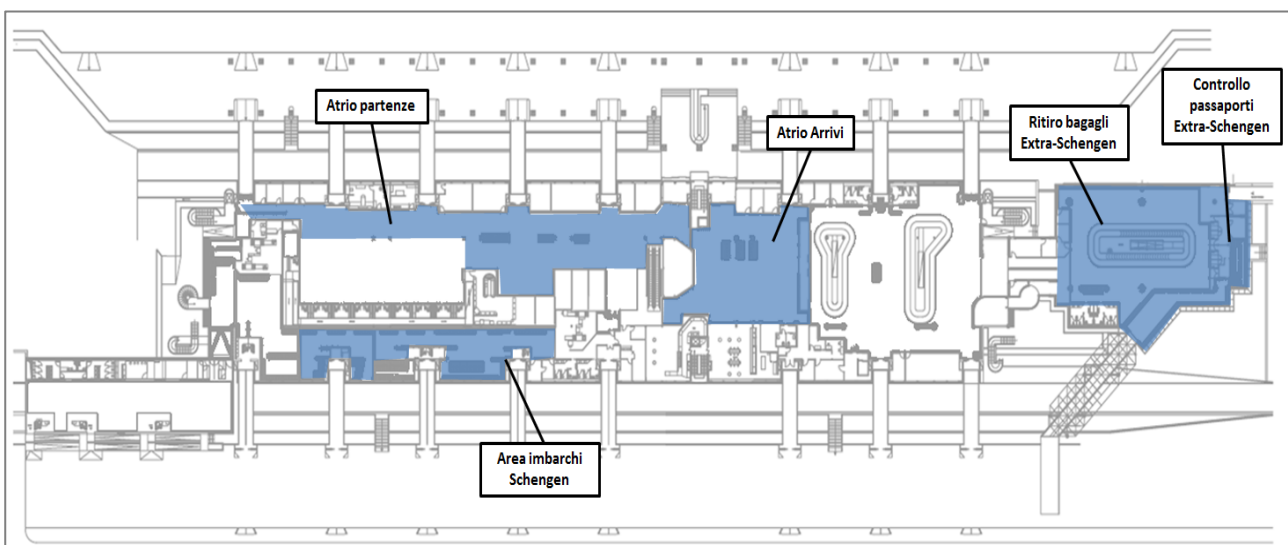 Atrio partenze
Atrio Arrivi
Ritiro bagagli
Extra-Schengen
Controllo
passaporti
Extra-Schengen
Area imbarchi
Schengen